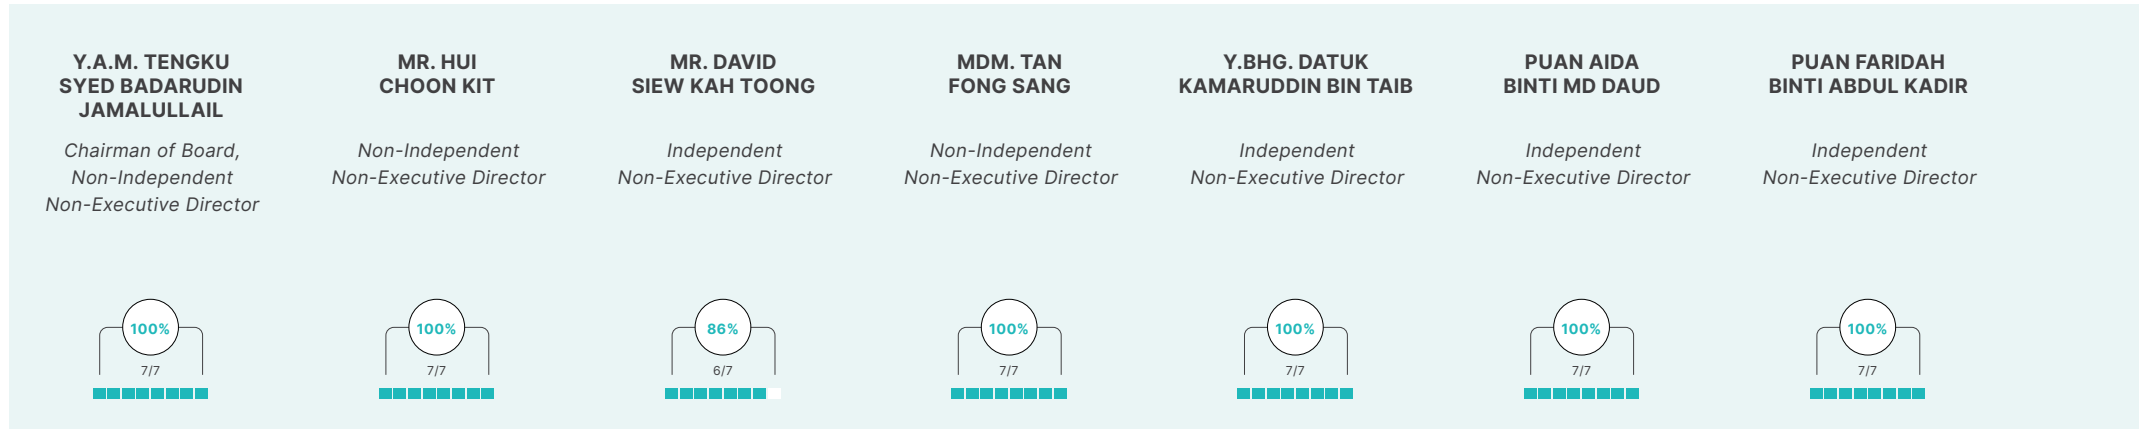 Y.A.M. TENGKU
SYED BADARUDIN
JAMALULLAIL
Chairman of Board,
Non-Independent
Non-Executive Director
100%
7/7
MR. HUI
CHOON KIT
Non-Independent
Non-Executive Director
100%
7/7
MR. DAVID
SIEW KAH TOONG
Independent
Non-Executive Director
86%
6/7
MDM. TAN
FONG SANG
Non-Independent
Non-Executive Director
100%
7/7
Y.BHG. DATUK
KAMARUDDIN BIN TAIB
Independent
Non-Executive Director
100%
7/7
PUAN AIDA
BINTI MD DAUD
Independent
Non-Executive Director
100%
7/7
PUAN FARIDAH
BINTI ABDUL KADIR
Independent
Non-Executive Director
100%
7/7